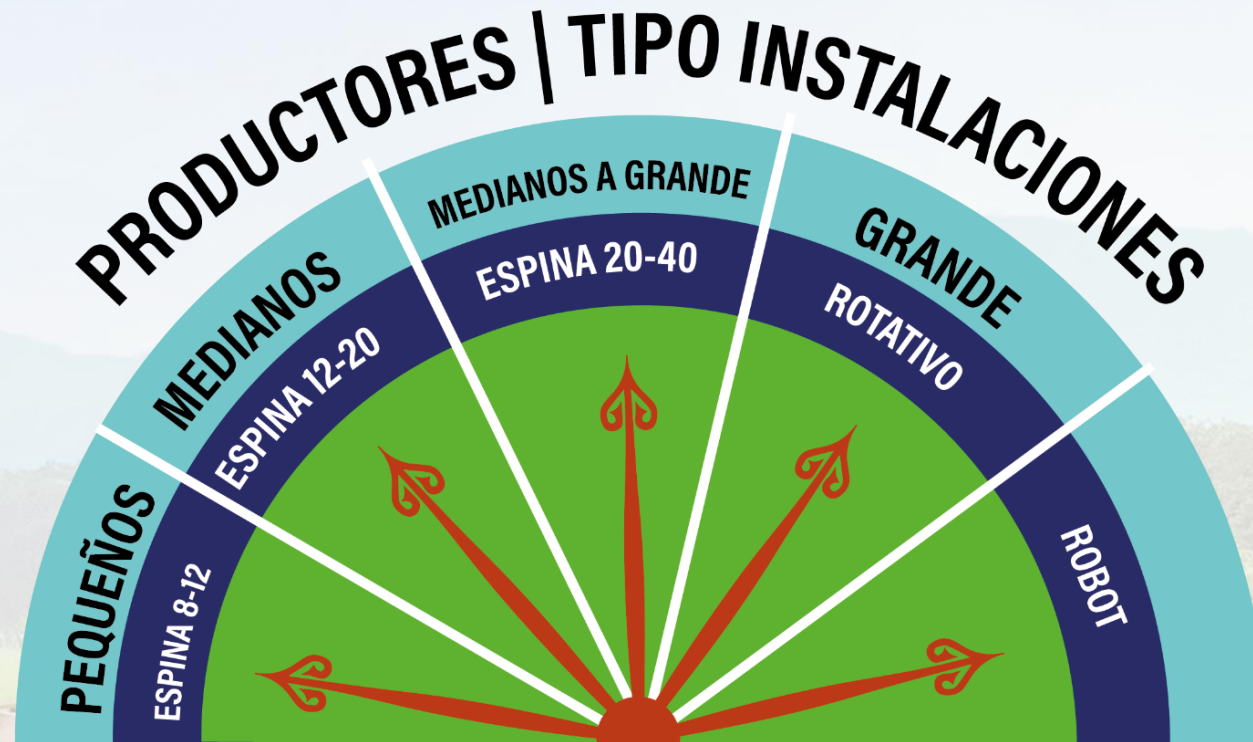 PRODUCTORES | TIPO INSTALACIONES
PEQUEÑOS
ESPINA 8-12
MEDIANOS
ESPINA 12-20
MEDIANOS A GRANDE
ESPINA 20-40
GRANDE
ROTATIVO
ROBOT